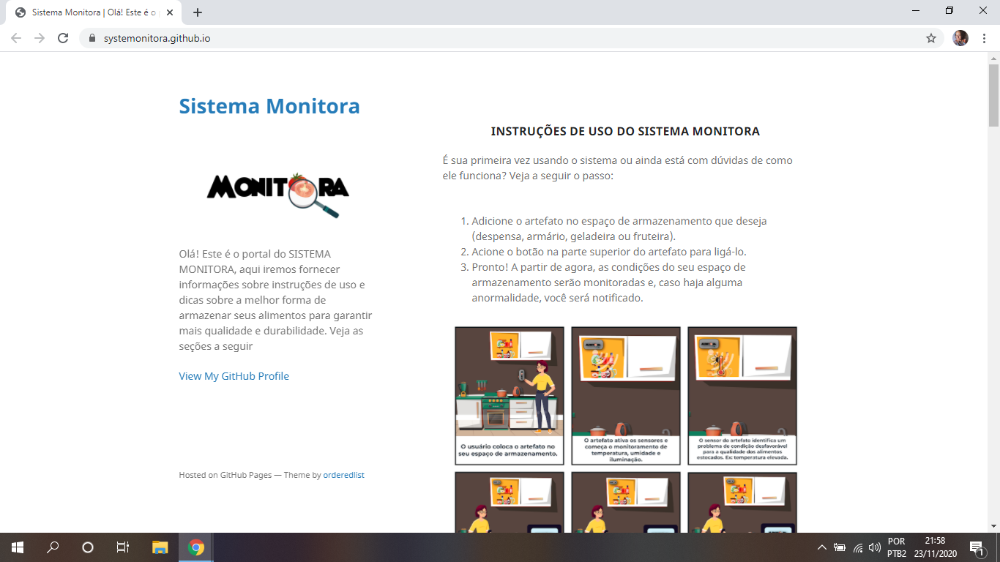 Sistema Monitora | Olá! Este é o
systemonitora.github.io
Sistema Monitora
MONITORA
Olá! Este é o portal do SISTEMA
MONITORA, aqui iremos fornecer
informações sobre instruções de uso e
dicas sobre a melhor forma de
armazenar seus alimentos para garantir
mais qualidade e durabilidade. Veja as
seções a seguir
View My GitHub Profile
Hosted on GitHub Pages — Theme by orderedlist
INSTRUÇÕES DE USO DO SISTEMA MONITORA
É sua primeira vez usando o sistema ou ainda está com dúvidas de como
ele funciona? Veja a seguir o passo:
1. Adicione o artefato no espaço de armazenamento que deseja
(despensa, armário, geladeira ou fruteira).
2. Acione o botão na parte superior do artefato para ligá-lo.
3. Pronto! A partir de agora, as condições do seu espaço de
armazenamento serão monitoradas e, caso haja alguma
anormalidade, você será notificado.
O usuário coloca o artefato no
seu espaço de armazenamento.
O artefato ativa os sensores e
começa o monitoramento de
temperatura, umidade e
iluminação.
O sensor do artefato identifica um
problema de condição desfavorável
para a qualidade dos alimentos
estocados. Ex: temperatura elevada.
POR
PTB2
21:58
23/11/2020
1